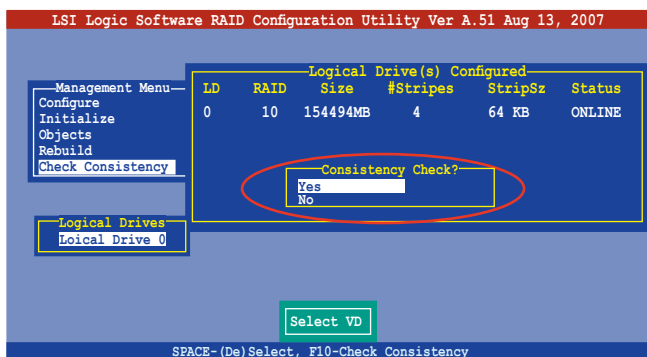 LSI Logic Software RAID Configuration Utility Ver A.51 Aug 13, 2007
Logical Drive(s) Configured
LD RAID Size #Stripes StripSz Status
0 10 154494MB 4 64 KB ONLINE
Management Menu
Configure
Initialize
Objects
Rebuild
Check Consistency
Consistency Check?
Yes
No
Logical Drives
Loical Drive 0
Select VD
SPACE-(De)Select, F10-Check Consistency